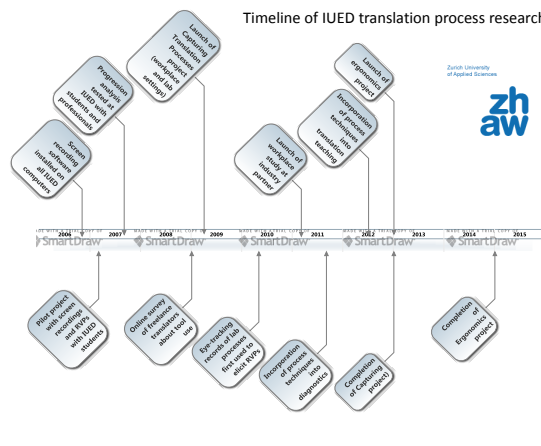 Timeline of IUED translation process research
Zurich University
of Applied Sciences
zh
aw
Screen
recording
software
installed on
all IUED
computers
Progression
analysis
tested at
IUED with
students and
professionals
Launch of
Capturing
Translation
Processes
project
(workplace
and lab
settings)
Launch of
workplace
study at
industry
partner
Incorporation
of process
techniques
into
translation
teaching
Launch of
ergonomics
project
MADE WITH A TRIAL COPY OF
2006 2007 2008 2009 2010 2011 2012 2013 2014 2015
SmartDraw SmartDraw SmartDraw SmartDraw SmartDraw
Pilot project
with screen
recordings
and RVPs
with IUED
students
Online survey
of freelance
translators
about tool
use
Eye-tracking
records of lab
processes
first used to
elicit RVPs
Incorporation
of process
techniques
into
diagnostics
Completion
of Capturing
project)
Completion
of
Ergonomics
project